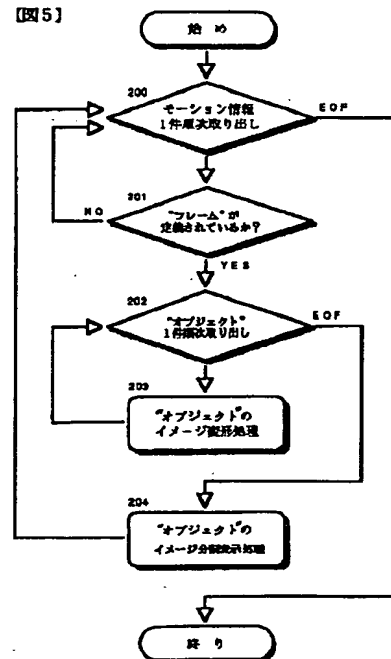 【図5】
始め
200
モーション情報
1件順次取り出し
EOF
201
"フレーム"が
定義されているか?
NO
YES
202
"オブジェクト"
1件順次取り出し
EOF
203
"オブジェクト"の
イメージ変形処理
204
"オブジェクト"の
イメージ分割表示処理
終り